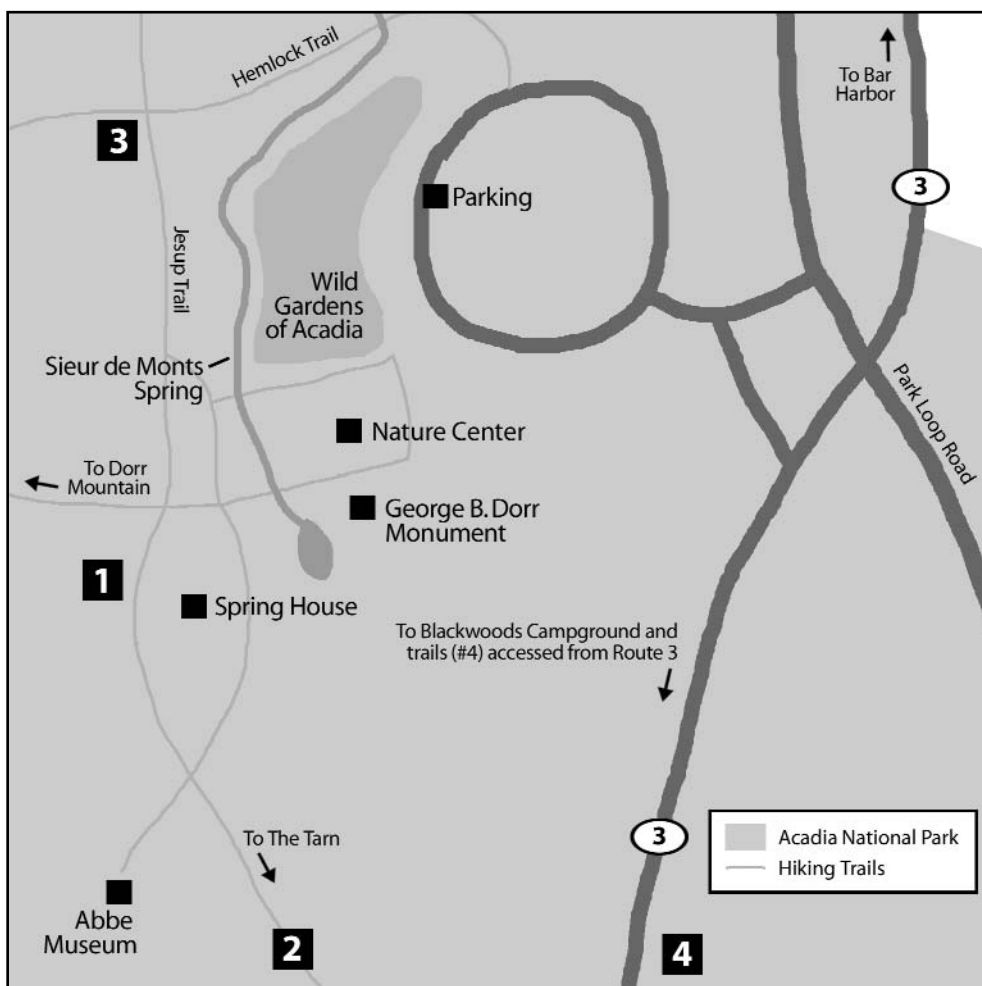 Hemlock Trail
To Bar
Harbor
3
3
Parking
Jesup Trail
Wild
Gardens
of Acadia
Sieur de Monts
Spring
Park Loop Road
Nature Center
To Dorr
Mountain
George B. Dorr
Monument
1
Spring House
To Blackwoods Campground and
trails (#4) accessed from Route 3
To The Tarn
3
Acadia National Park
Hiking Trails
Abbe
Museum
2
4